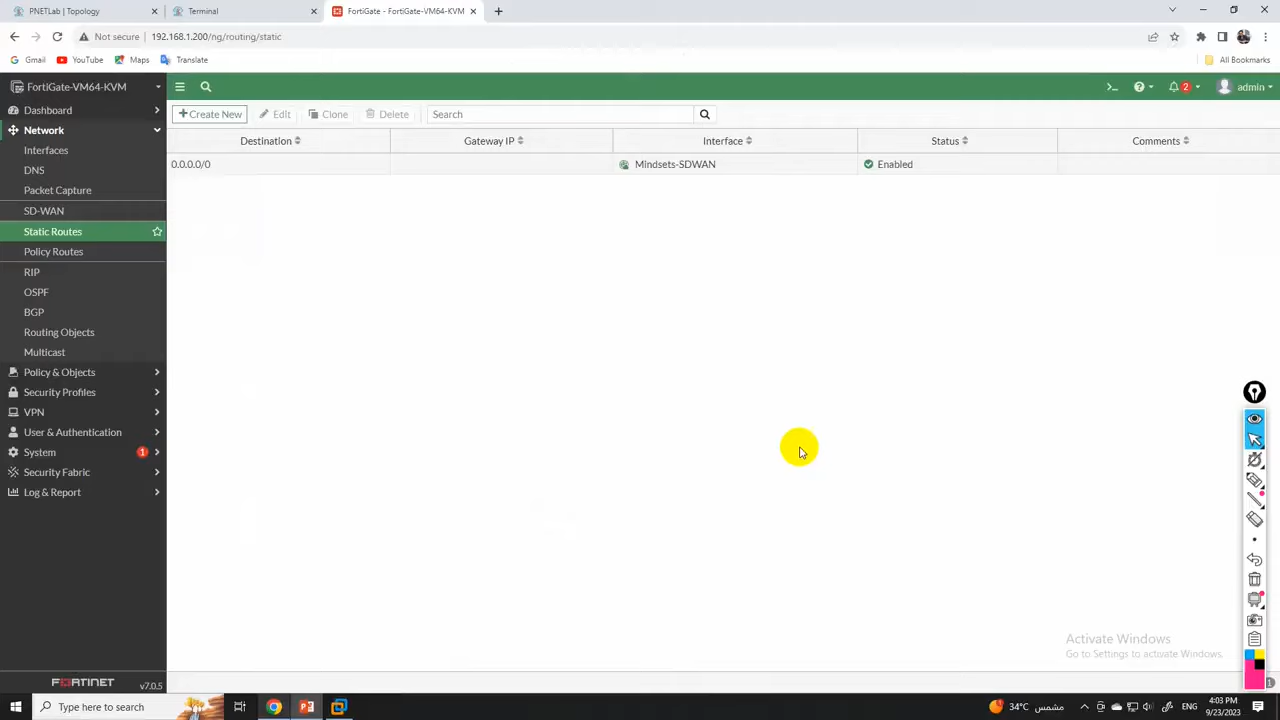 PNETLab | Topology
Terminal
FortiGate - FortiGate-VM64-KVM
Not secure
192.168.1.200/ng/routing/static
Gmail
YouTube
Maps
Translate
All Bookmarks
FortiGate-VM64-KVM
2
admin
Dashboard
Network
Interfaces
DNS
Packet Capture
SD-WAN
Static Routes
Policy Routes
RIP
OSPF
BGP
Routing Objects
Multicast
Policy & Objects
Security Profiles
VPN
User & Authentication
System
1
Security Fabric
Log & Report
FORTINET
v7.0.5
+Create New
Edit
Clone
Delete
Search
Destination
Gateway IP
Interface
Status
Comments
0.0.0.0/0
Mindsets-SDWAN
Enabled
1
Activate Windows
Go to Settings to activate Windows.
Type here to search
34°C
مشمس
ENG
4:03 PM
9/23/2023